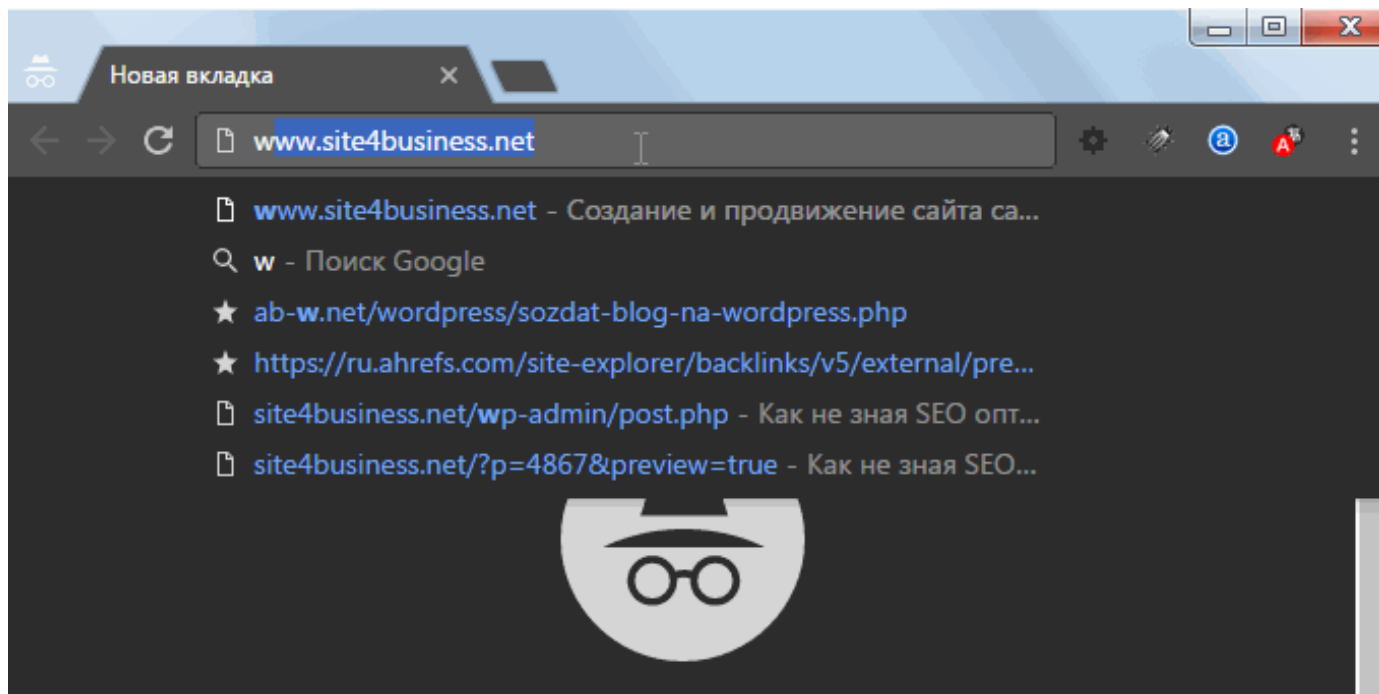 Новая вкладка
www.site4business.net
www.site4business.net - Создание и продвижение сайта са...
w - Поиск Google
ab-w.net/wordpress/sozdat-blog-na-wordpress.php
https://ru.ahrefs.com/site-explorer/backlinks/v5/external/pre...
site4business.net/wp-admin/post.php - Как не зная SEO опт...
site4business.net/?p=4867&preview=true - Как не зная SEO...